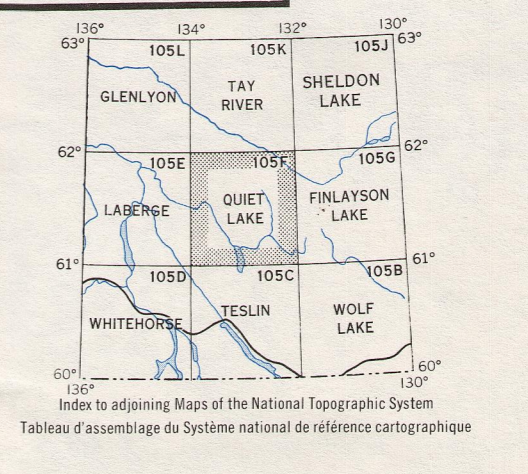 136° 134° 132° 130°
63° 105L 105K 105J 63°
GLENLYON
TAY
RIVER
SHELDON
LAKE
62° 105E 105F 105G 62°
LABERGE
QUIET
LAKE
FINLAYSON
LAKE
61° 105D 105C 105B 61°
WHITEHORSE
TESLIN
WOLF
LAKE
60° 60°
136° 130°
Index to adjoining Maps of the National Topographic System
Tableau d'assemblage du Système national de référence cartographique